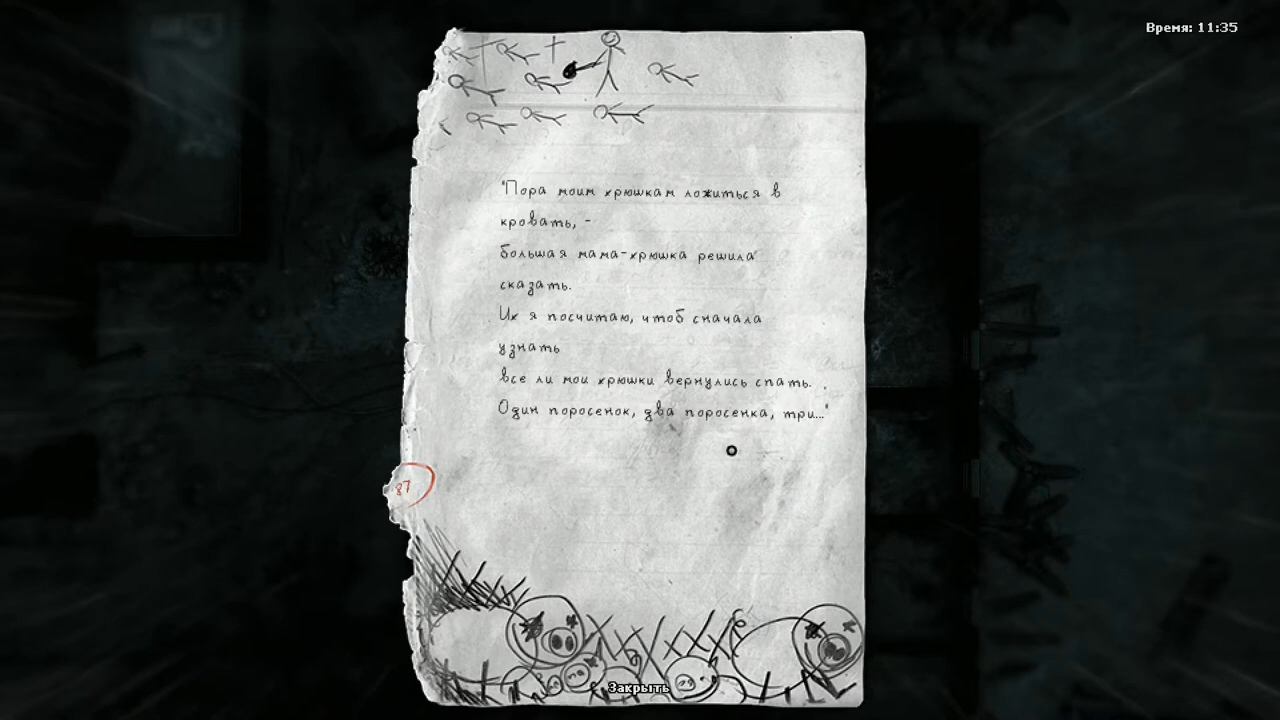 Время: 11:35
"Пора моим хрюшкам ложиться в
кровать, -
большая мама-хрюшка решила
сказать.
Их я посчитаю, чтоб сначала
узнать
все ли мои хрюшки вернулись спать.
Один поросенок, два поросенка, три..."
87
Закрыть